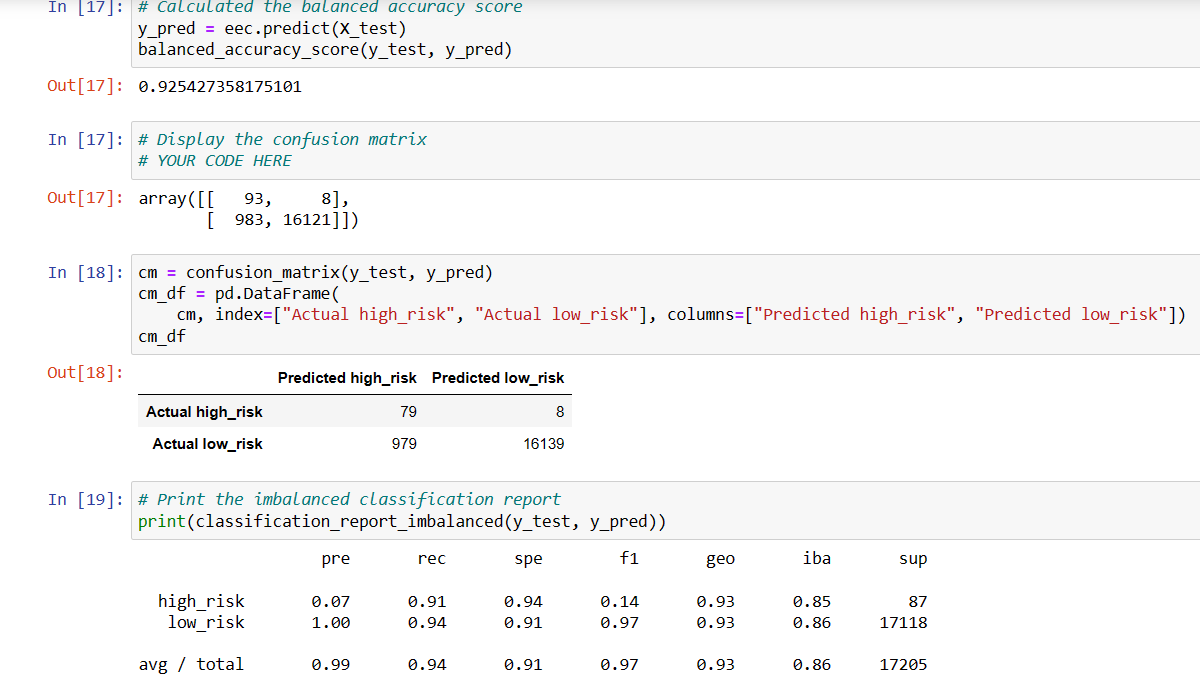 In [17]: # Calculated the balanced accuracy score
y_pred = eec.predict(X_test)
balanced_accuracy_score(y_test, y_pred)
Out[17]: 0.925427358175101
In [17]: # Display the confusion matrix
# YOUR CODE HERE
Out[17]: array([[   93,     8],
       [  983, 16121]])
In [18]: cm = confusion_matrix(y_test, y_pred)
cm_df = pd.DataFrame(
    cm, index=["Actual high_risk", "Actual low_risk"], columns=["Predicted high_risk", "Predicted low_risk"])
cm_df
Out[18]:
Predicted high_risk Predicted low_risk
Actual high_risk 79 8
Actual low_risk 979 16139
In [19]: # Print the imbalanced classification report
print(classification_report_imbalanced(y_test, y_pred))
pre rec spe f1 geo iba sup
high_risk 0.07 0.91 0.94 0.14 0.93 0.85 87
low_risk 1.00 0.94 0.91 0.97 0.93 0.86 17118
avg / total 0.99 0.94 0.91 0.97 0.93 0.86 17205